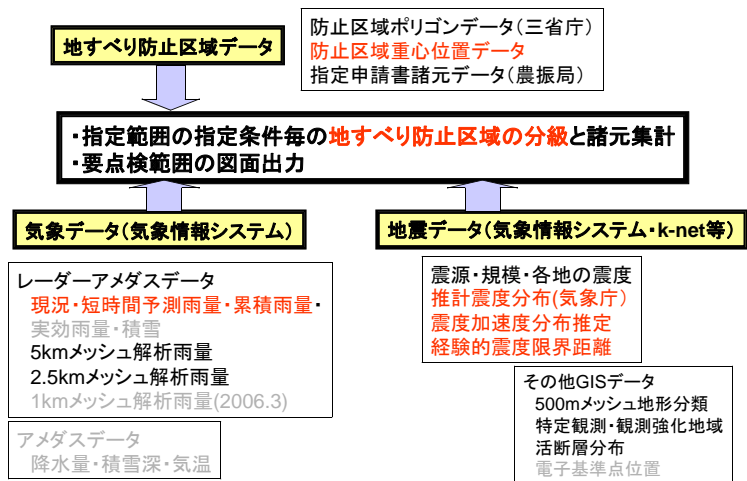 地すべり防止区域データ
防止区域ポリゴンデータ(三省庁)
防止区域重心位置データ
指定申請書諸元データ(農振局)
・指定範囲の指定条件毎の地すべり防止区域の分級と諸元集計
・要点検範囲の図面出力
気象データ(気象情報システム)
地震データ(気象情報システム・k-net等)
レーダーアメダスデータ
現況・短時間予測雨量・累積雨量・
実効雨量・積雪
5kmメッシュ解析雨量
2.5kmメッシュ解析雨量
1kmメッシュ解析雨量(2006.3)
アメダスデータ
降水量・積雪深・気温
震源・規模・各地の震度
推計震度分布(気象庁)
震度加速度分布推定
経験的震度限界距離
その他GISデータ
500mメッシュ地形分類
特定観測・観測強化地域
活断層分布
電子基準点位置